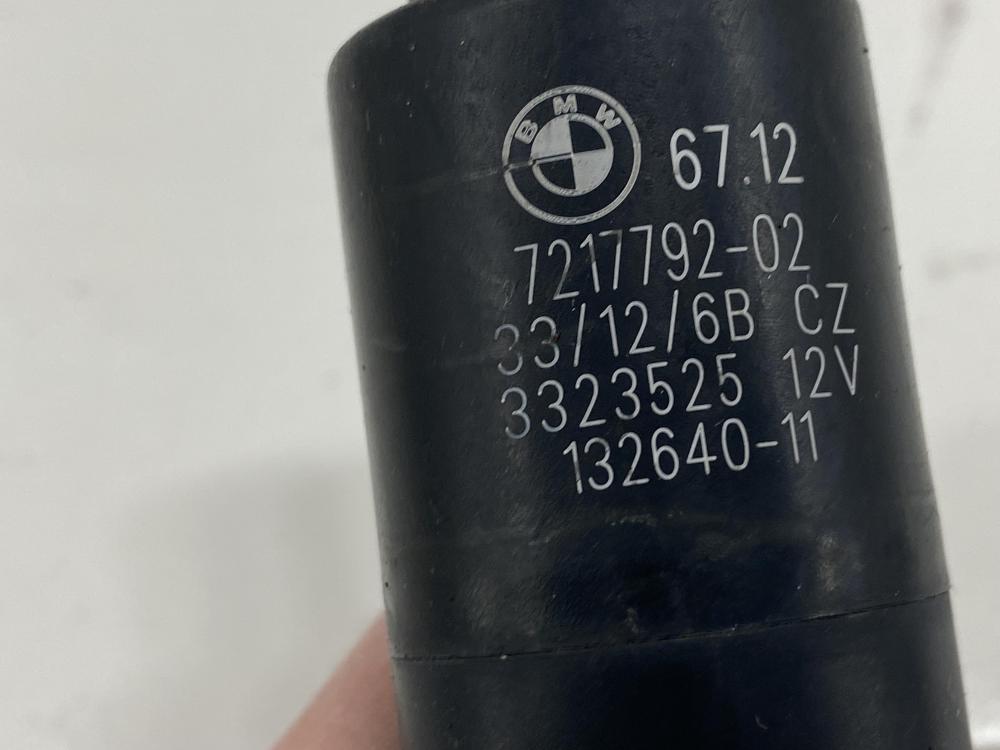 BMW 67.12
7217792-02
33/12/6B CZ
3323525 12V
132640-11